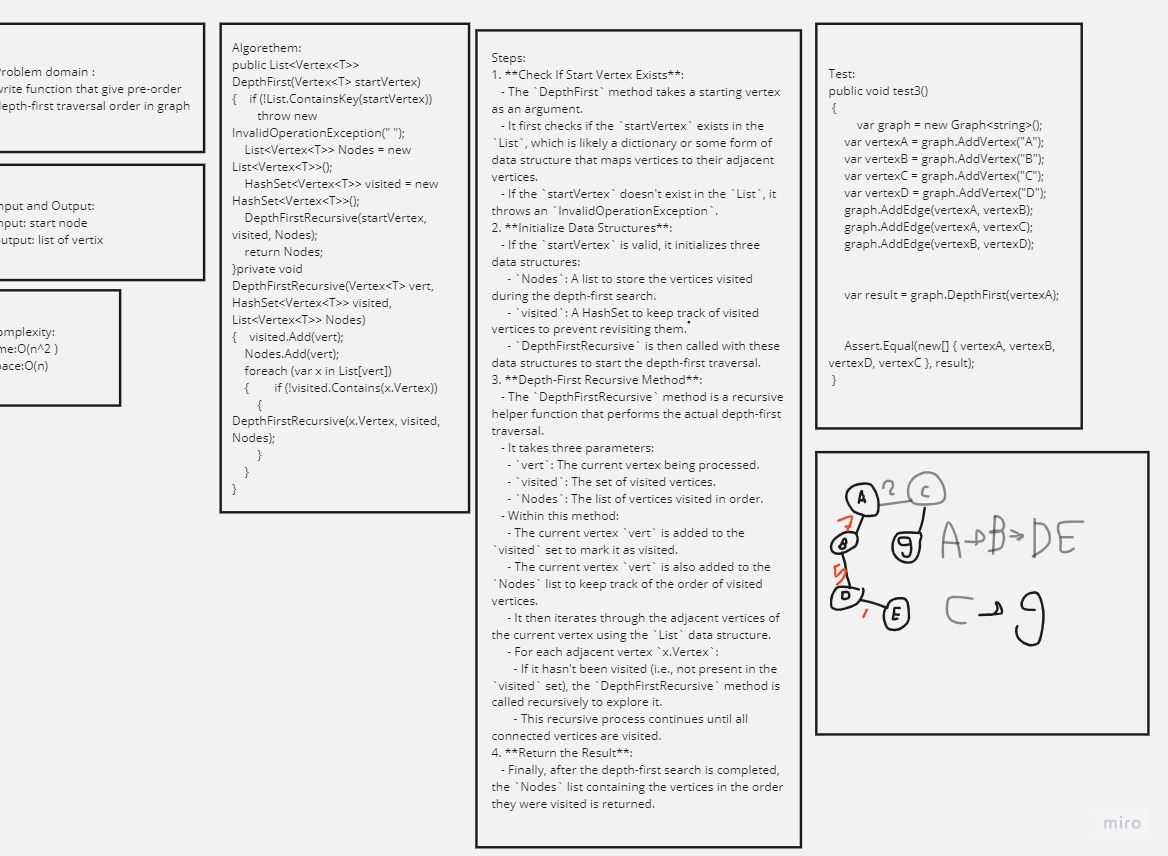 roblem domain :
write function that give pre-order
depth-first traversal order in graph
nput and Output:
nput: start node
output: list of vertix
omplexity:
me:O(n^2 )
pace:O(n)
Algorethem:
public List<Vertex<T>>
DepthFirst(Vertex<T> startVertex)
{    if (!List.ContainsKey(startVertex))
throw new
InvalidOperationException(" ");
List<Vertex<T>> Nodes = new
List<Vertex<T>>();
HashSet<Vertex<T>> visited = new
HashSet<Vertex<T>>();
DepthFirstRecursive(startVertex,
visited, Nodes);
return Nodes;
}private void
DepthFirstRecursive(Vertex<T> vert,
HashSet<Vertex<T>> visited,
List<Vertex<T>> Nodes)
{    visited.Add(vert);
Nodes.Add(vert);
foreach (var x in List[vert])
{        if (!visited.Contains(x.Vertex))
{
DepthFirstRecursive(x.Vertex, visited,
Nodes);
}
}
}
Steps:
1. **Check If Start Vertex Exists**:
- The `DepthFirst` method takes a starting vertex
as an argument.
- It first checks if the `startVertex` exists in the
`List`, which is likely a dictionary or some form of
data structure that maps vertices to their adjacent
vertices.
- If the `startVertex` doesn't exist in the `List`, it
throws an `InvalidOperationException`.
2. **Initialize Data Structures**:
- If the `startVertex` is valid, it initializes three
data structures:
- `Nodes`: A list to store the vertices visited
during the depth-first search.
- `visited`: A HashSet to keep track of visited
vertices to prevent revisiting them.
- `DepthFirstRecursive` is then called with these
data structures to start the depth-first traversal.
3. **Depth-First Recursive Method**:
- The `DepthFirstRecursive` method is a recursive
helper function that performs the actual depth-first
traversal.
- It takes three parameters:
- `vert`: The current vertex being processed.
- `visited`: The set of visited vertices.
- `Nodes`: The list of vertices visited in order.
- Within this method:
- The current vertex `vert` is added to the
`visited` set to mark it as visited.
- The current vertex `vert` is also added to the
`Nodes` list to keep track of the order of visited
vertices.
- It then iterates through the adjacent vertices of
the current vertex using the `List` data structure.
- For each adjacent vertex `x.Vertex`:
- If it hasn't been visited (i.e., not present in the
`visited` set), the `DepthFirstRecursive` method is
called recursively to explore it.
- This recursive process continues until all
connected vertices are visited.
4. **Return the Result**:
- Finally, after the depth-first search is completed,
the `Nodes` list containing the vertices in the order
they were visited is returned.
Test:
public void test3()
{
var graph = new Graph<string>();
var vertexA = graph.AddVertex("A");
var vertexB = graph.AddVertex("B");
var vertexC = graph.AddVertex("C");
var vertexD = graph.AddVertex("D");
graph.AddEdge(vertexA, vertexB);
graph.AddEdge(vertexA, vertexC);
graph.AddEdge(vertexB, vertexD);
var result = graph.DepthFirst(vertexA);
Assert.Equal(new[] { vertexA, vertexB,
vertexD, vertexC }, result);
}
A 2 C
7
B g
5
D
1 E
A→B→DE
C→g
miro